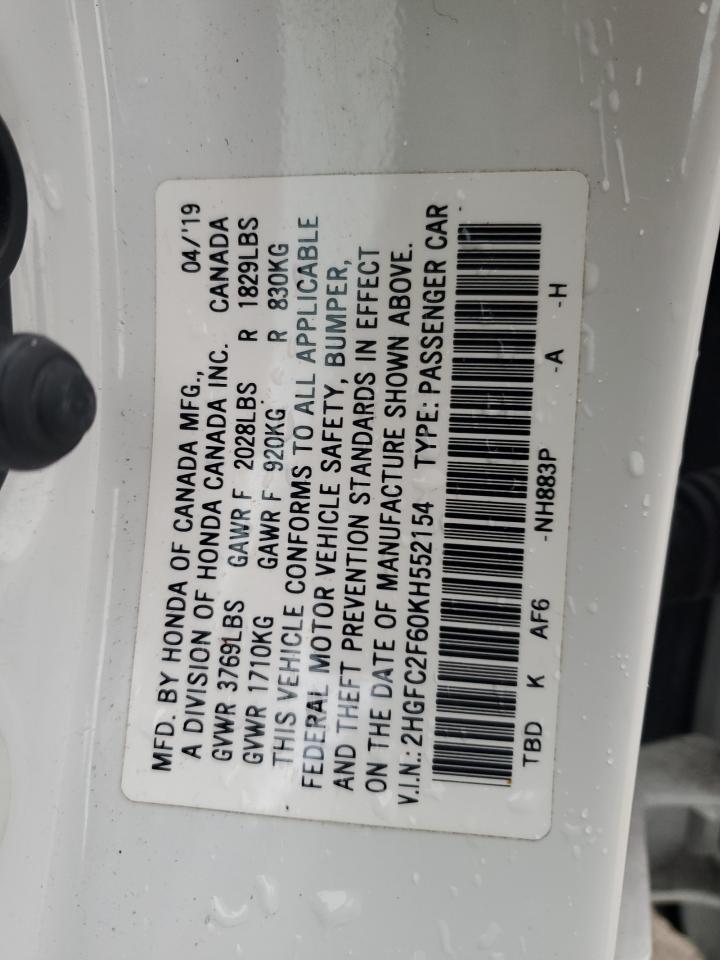 MFD. BY HONDA OF CANADA MFG., 04/'19
A DIVISION OF HONDA CANADA INC. CANADA
GVWR 3769LBS GAWR F 2028LBS R 1829LBS
GVWR 1710KG GAWR F 920KG R 830KG
THIS VEHICLE CONFORMS TO ALL APPLICABLE
FEDERAL MOTOR VEHICLE SAFETY, BUMPER,
AND THEFT PREVENTION STANDARDS IN EFFECT
ON THE DATE OF MANUFACTURE SHOWN ABOVE.
V.I.N.: 2HGFC2F60KH552154 TYPE: PASSENGER CAR
TBD K AF6 -NH883P -A -H